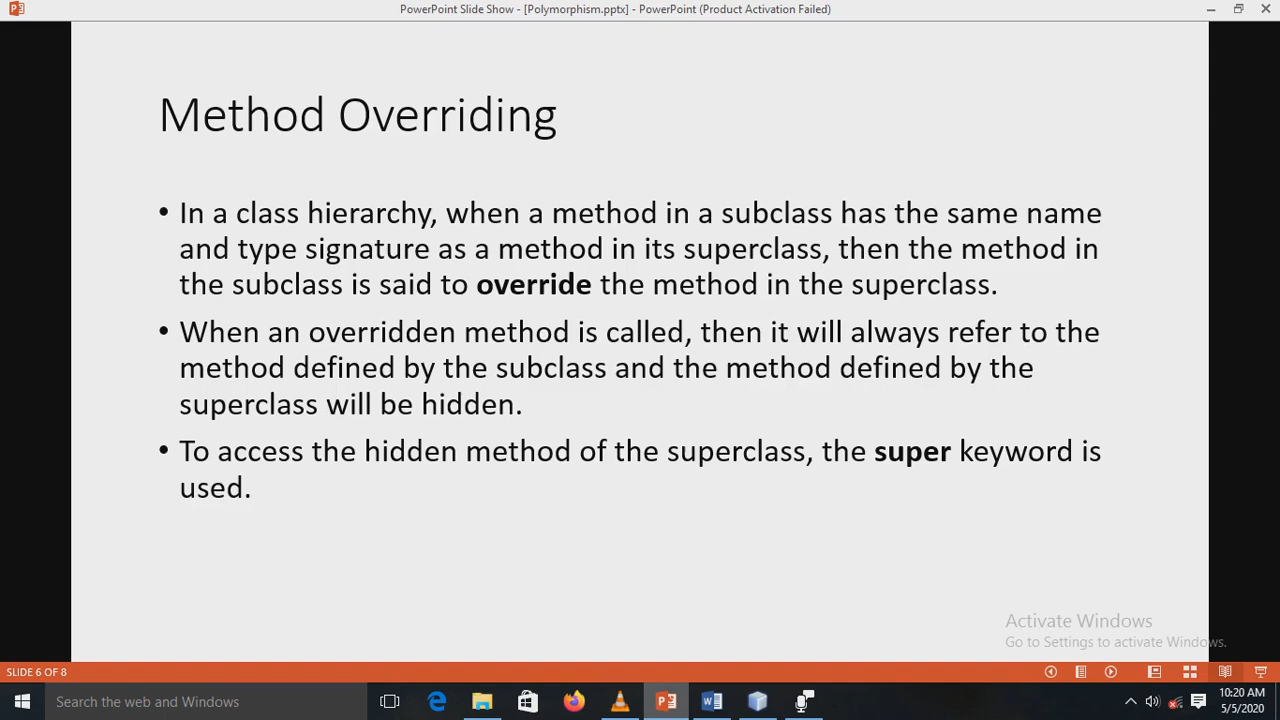 PowerPoint Slide Show - [Polymorphism.pptx] - PowerPoint (Product Activation Failed)
Method Overriding
• In a class hierarchy, when a method in a subclass has the same name
and type signature as a method in its superclass, then the method in
the subclass is said to override the method in the superclass.
• When an overridden method is called, then it will always refer to the
method defined by the subclass and the method defined by the
superclass will be hidden.
• To access the hidden method of the superclass, the super keyword is
used.
Activate Windows
Go to Settings to activate Windows.
SLIDE 6 OF 8
Search the web and Windows
10:20 AM
5/5/2020